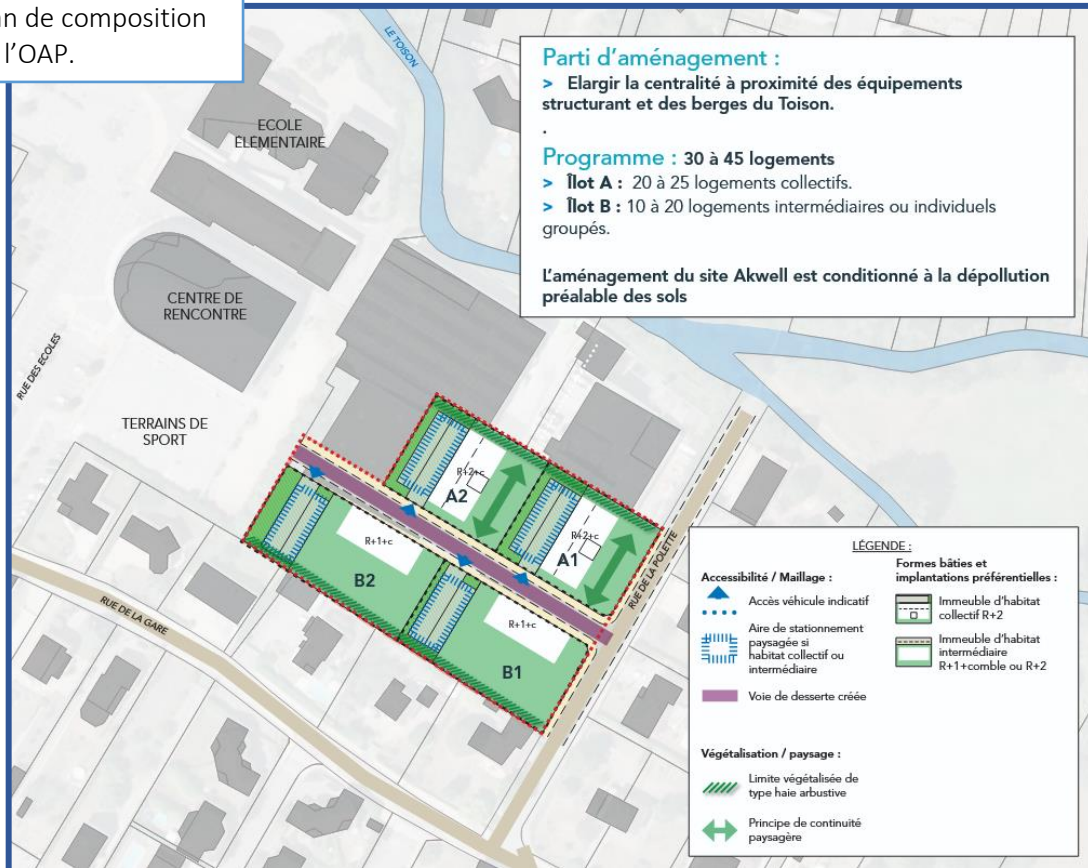 de composition
l'OAP.
LE TOISON
Parti d'aménagement :
> Elargir la centralité à proximité des équipements
structurant et des berges du Toison.
.
Programme : 30 à 45 logements
> Îlot A : 20 à 25 logements collectifs.
> Îlot B : 10 à 20 logements intermédiaires ou individuels
groupés.
L'aménagement du site Akwell est conditionné à la dépollution
préalable des sols
ECOLE
ÉLÉMENTAIRE
CENTRE DE
RENCONTRE
RUE DES ECOLES
TERRAINS DE
SPORT
R+2+c
A2
R+2+c
A1
R+1+c
B2
R+1+c
B1
RUE DE LA POLETTE
RUE DE LA GARE
LÉGENDE :
Accessibilité / Maillage :
Accès véhicule indicatif
Aire de stationnement
paysagée si
habitat collectif ou
intermédiaire
Voie de desserte créée
Végétalisation / paysage :
Limite végétalisée de
type haie arbustive
Principe de continuité
paysagère
Formes bâties et
implantations préférentielles :
Immeuble d'habitat
collectif R+2
Immeuble d'habitat
intermédiaire
R+1+comble ou R+2